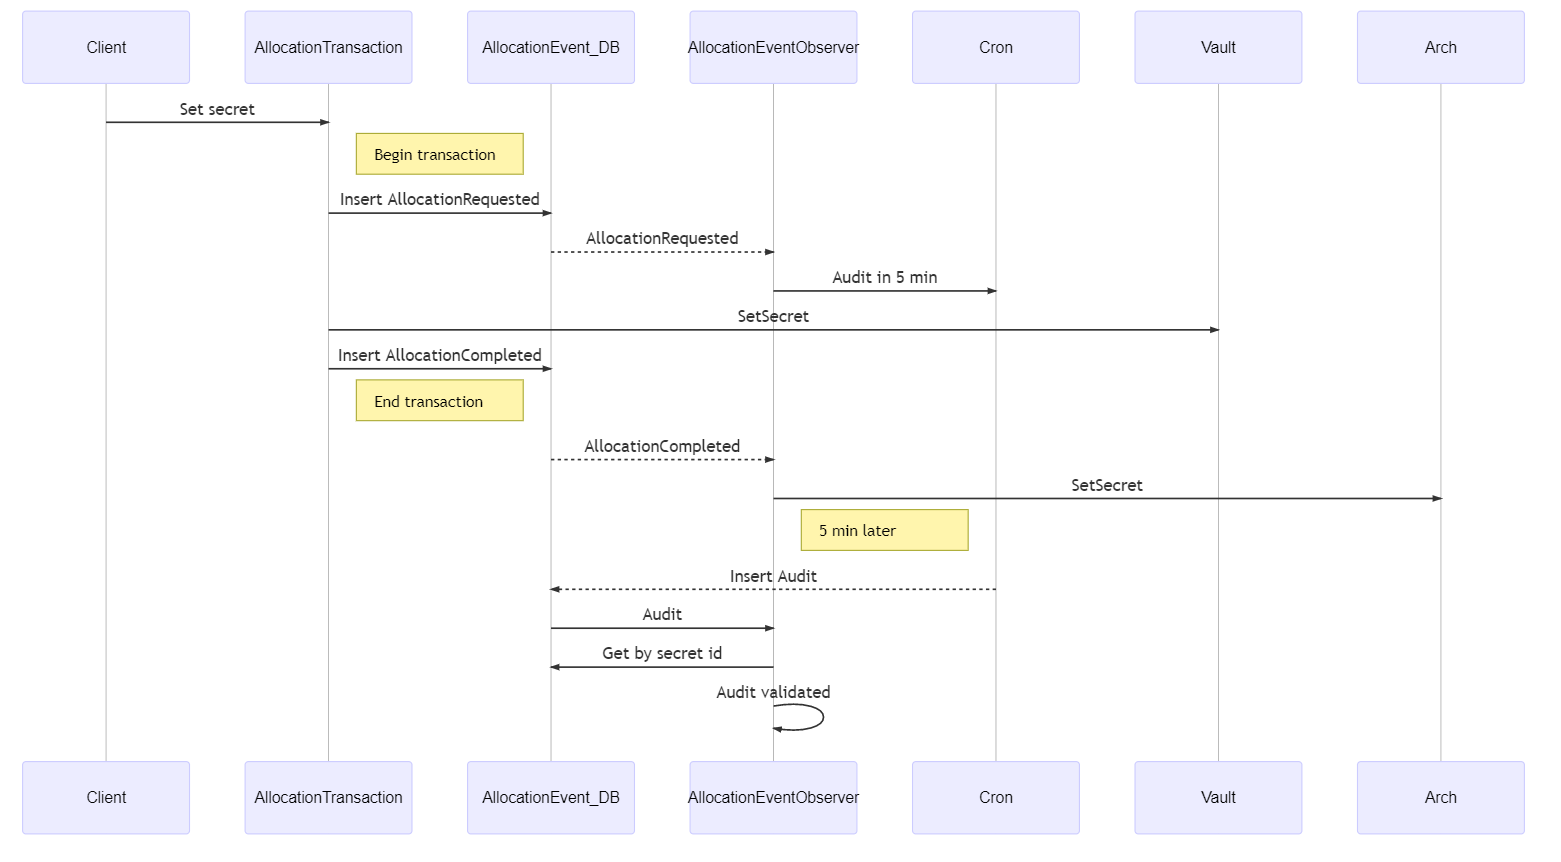 Client
AllocationTransaction
AllocationEvent_DB
AllocationEventObserver
Cron
Vault
Arch
Set secret
Begin transaction
Insert AllocationRequested
AllocationRequested
Audit in 5 min
SetSecret
Insert AllocationCompleted
End transaction
AllocationCompleted
SetSecret
5 min later
Insert Audit
Audit
Get by secret id
Audit validated
Client
AllocationTransaction
AllocationEvent_DB
AllocationEventObserver
Cron
Vault
Arch